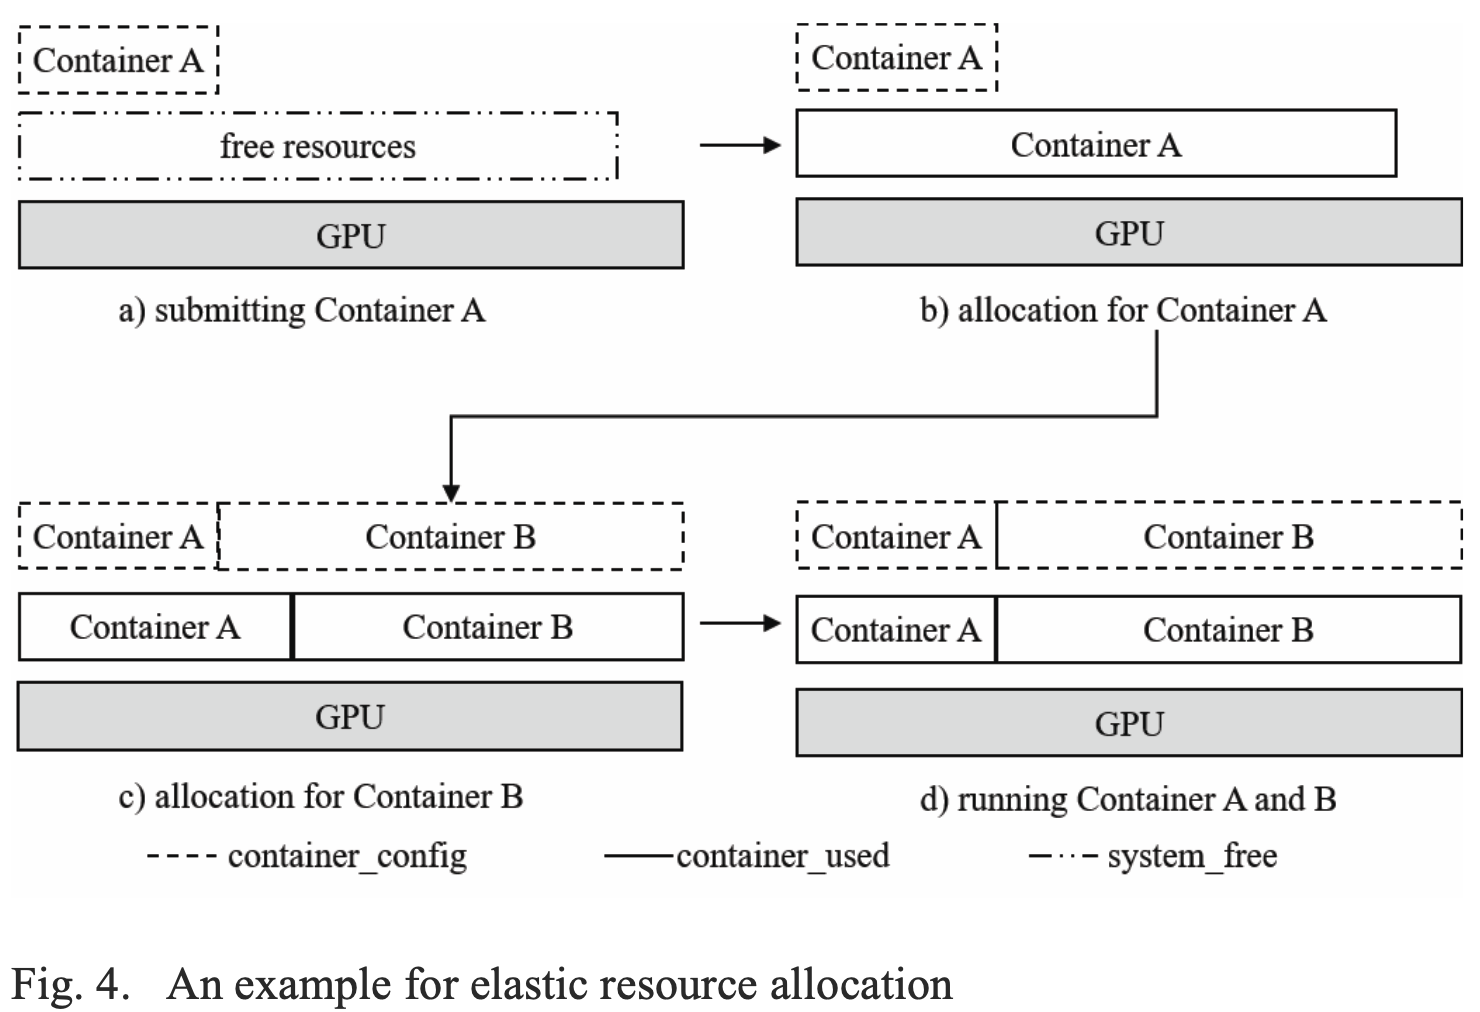 Container A
free resources
GPU
a) submitting Container A
Container A
Container A
GPU
b) allocation for Container A
Container A
Container B
Container A
Container B
GPU
c) allocation for Container B
Container A
Container B
Container A
Container B
GPU
d) running Container A and B
container_config
container_used
system_free
Fig. 4. An example for elastic resource allocation